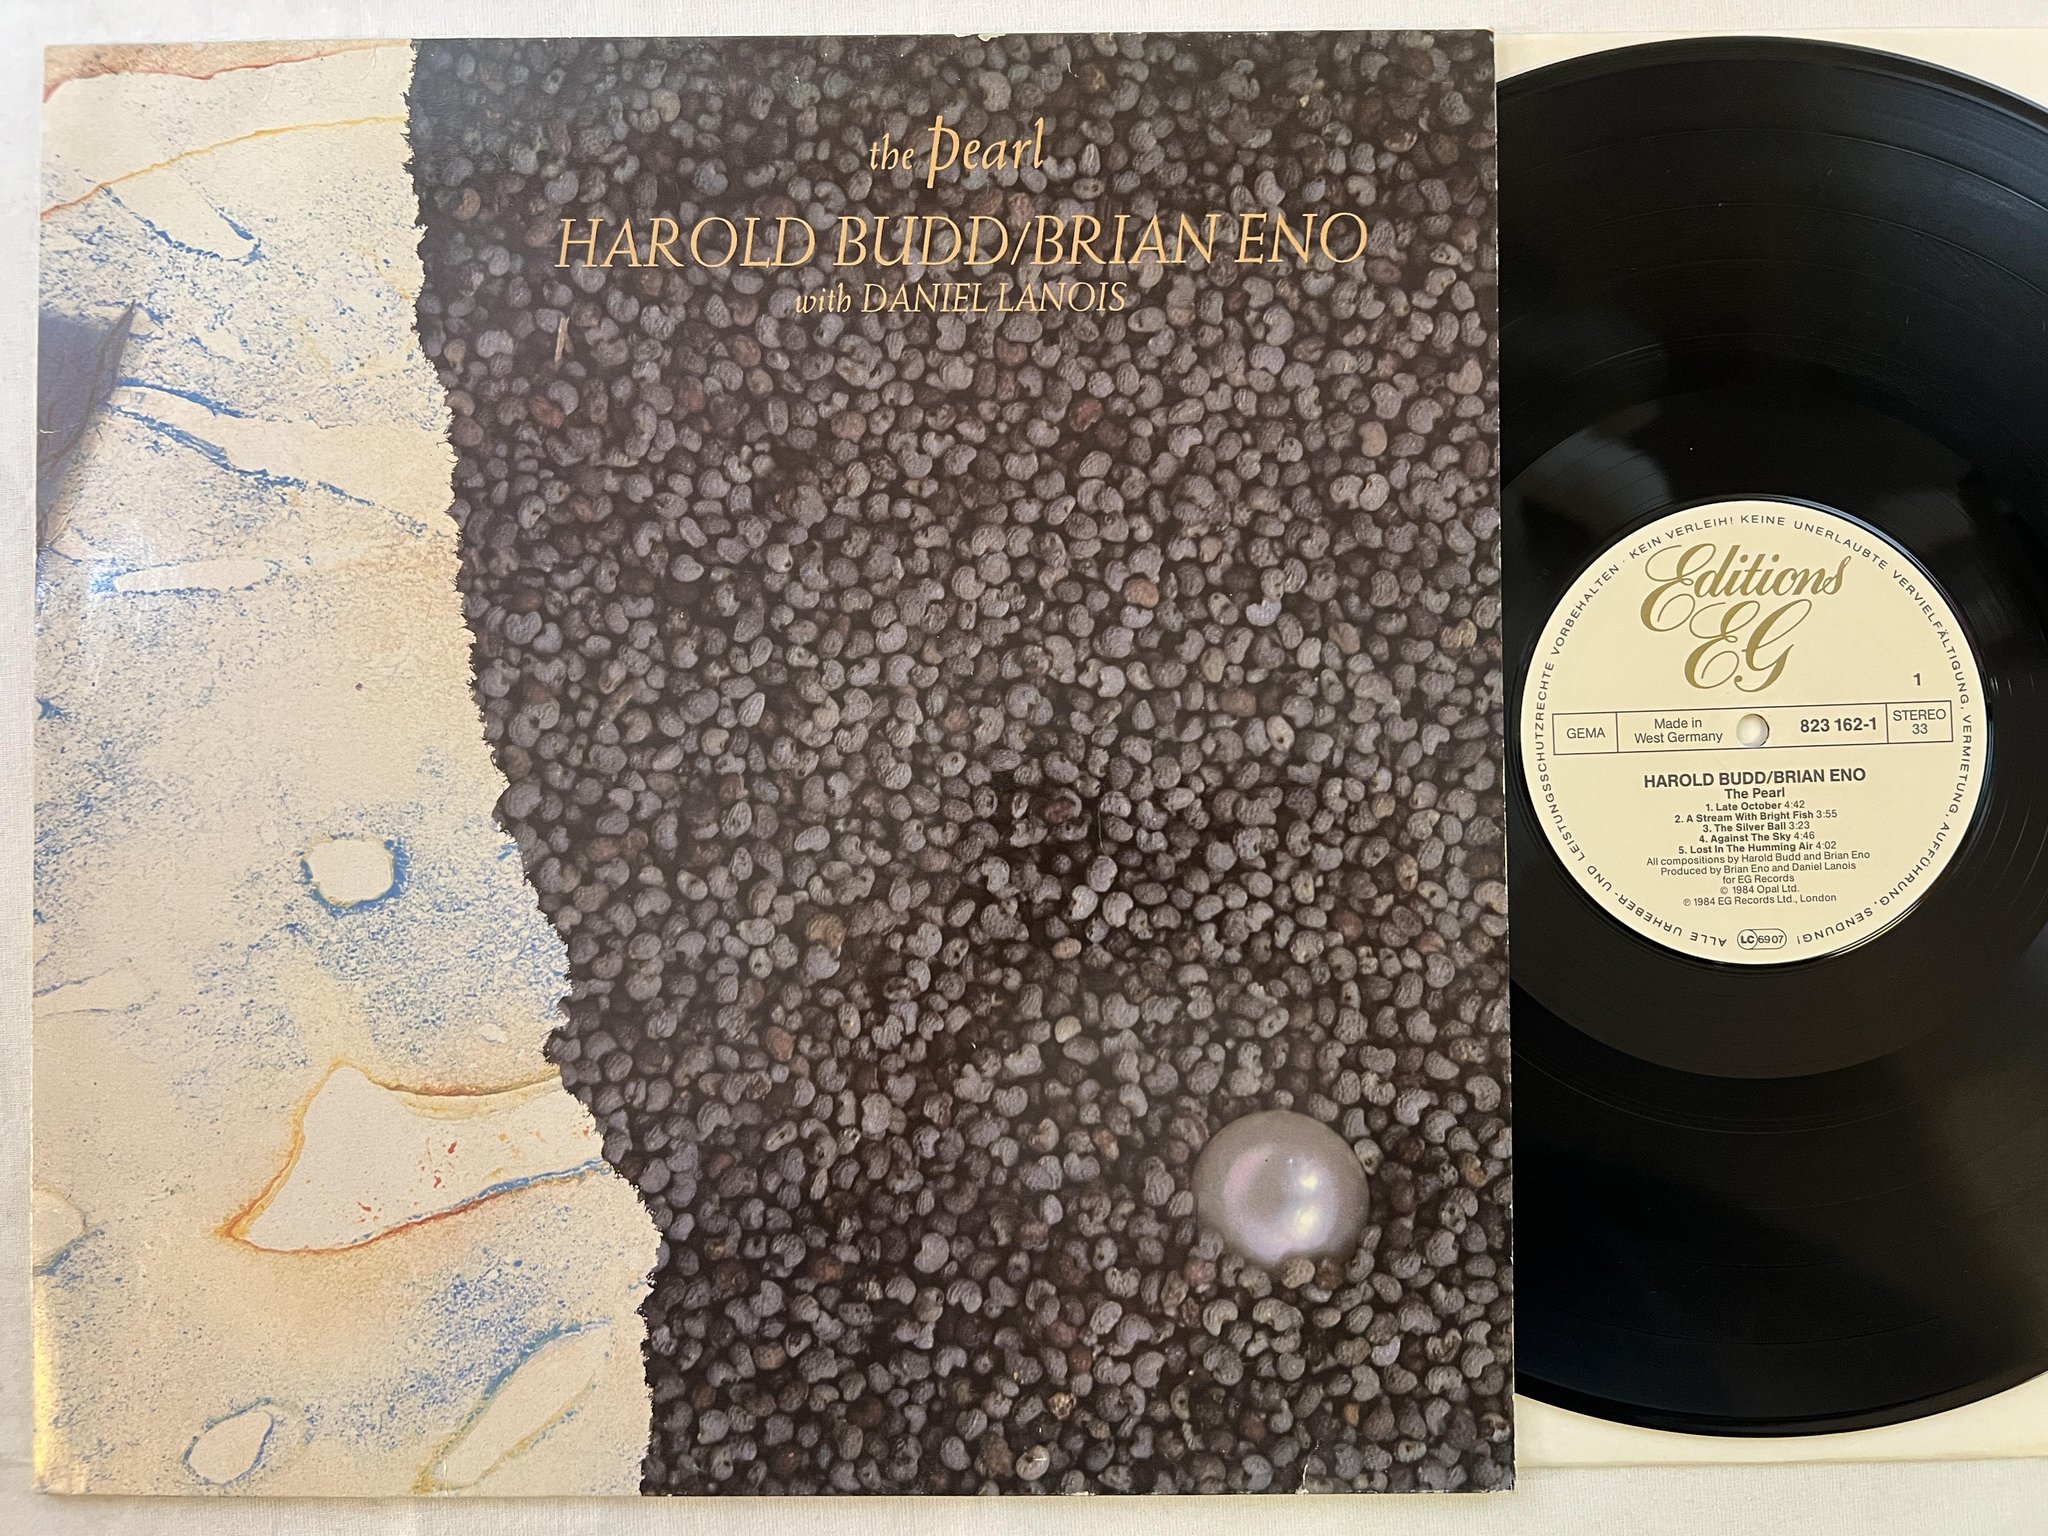 the Pearl
HAROLD BUDD/BRIAN ENO
with DANIEL LANOIS
ALLE URHEBER- UND LEISTUNGSSCHUTZRECHTE VORBEHALTEN · KEIN VERLEIH! KEINE UNERLAUBTE VERVIELFÄLTIGUNG, VERMIETUNG, AUFFÜHRUNG, SENDUNG!
Editions
EG
1
GEMA
Made in
West Germany
823 162-1
STEREO
33
HAROLD BUDD/BRIAN ENO
The Pearl
1. Late October 4:42
2. A Stream With Bright Fish 3:55
3. The Silver Ball 3:23
4. Against The Sky 4:46
5. Lost In The Humming Air 4:02
All compositions by Harold Budd and Brian Eno
Produced by Brian Eno and Daniel Lanois
for EG Records
© 1984 Opal Ltd.
℗ 1984 EG Records Ltd., London
LC 6907